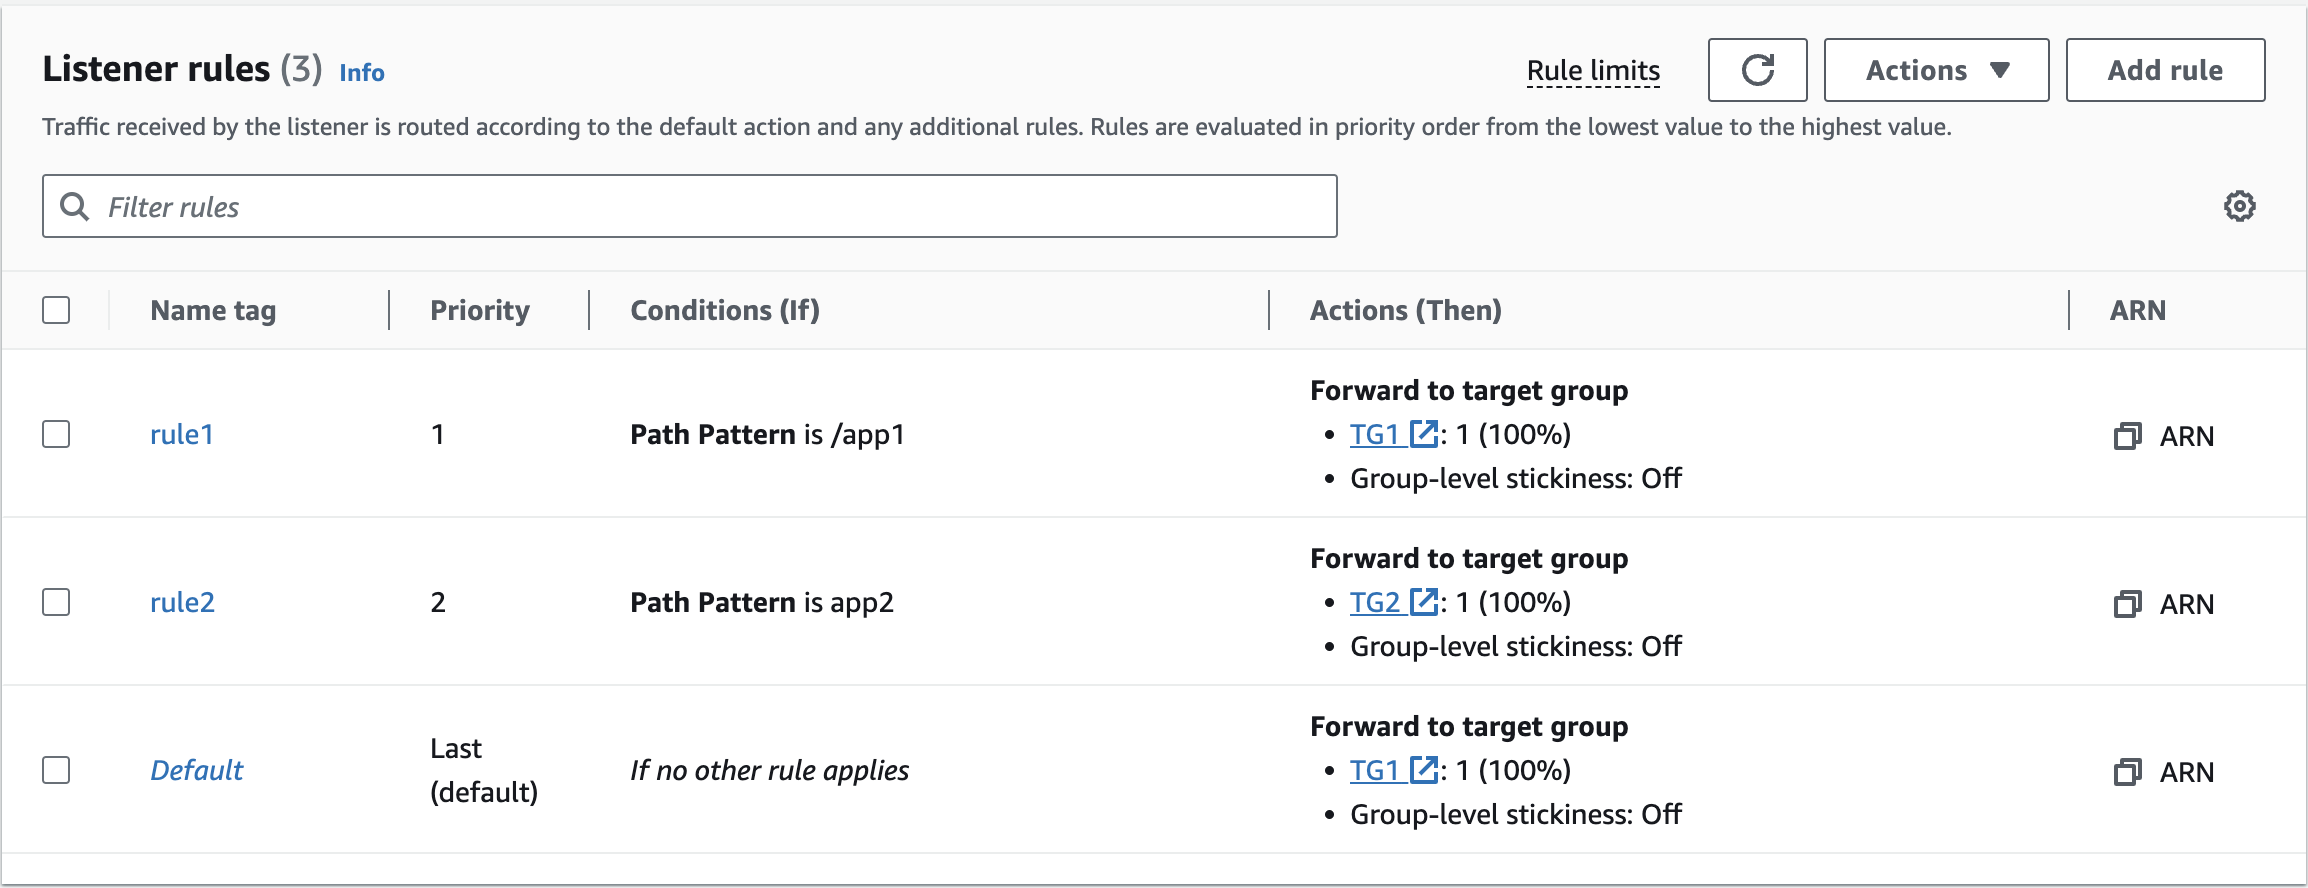 Listener rules (3) Info
Rule limits
Actions
Add rule
Traffic received by the listener is routed according to the default action and any additional rules. Rules are evaluated in priority order from the lowest value to the highest value.
Filter rules
Name tag Priority Conditions (If) Actions (Then) ARN
Forward to target group
rule1 1 Path Pattern is /app1 • TG1 : 1 (100%) ARN
• Group-level stickiness: Off
Forward to target group
rule2 2 Path Pattern is app2 • TG2 : 1 (100%) ARN
• Group-level stickiness: Off
Forward to target group
Default Last (default) If no other rule applies • TG1 : 1 (100%) ARN
• Group-level stickiness: Off